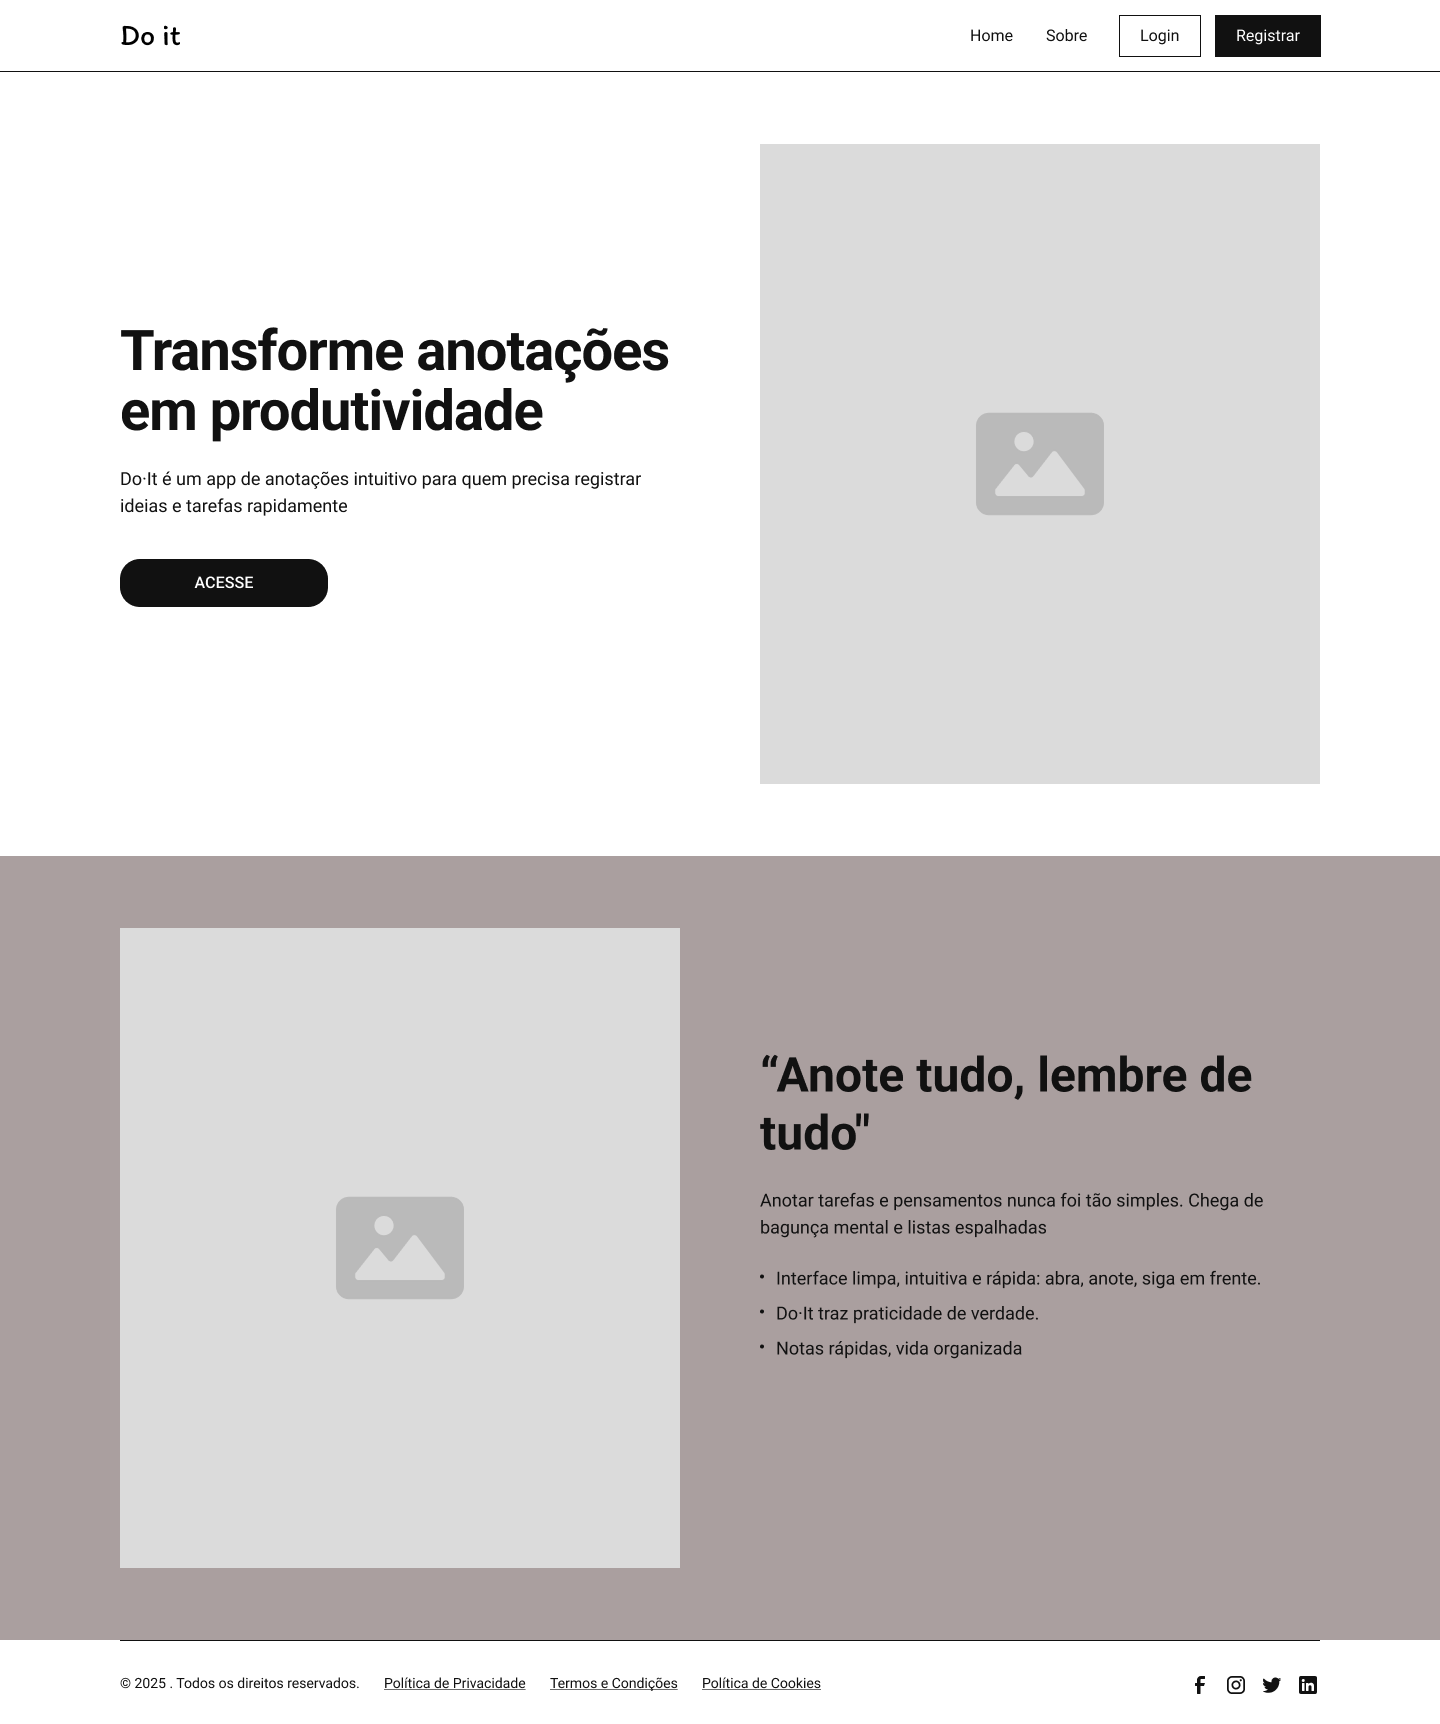 Do it
Home Sobre Login Registrar
Transforme anotações
em produtividade
Do·It é um app de anotações intuitivo para quem precisa registrar
ideias e tarefas rapidamente
ACESSE
“Anote tudo, lembre de
tudo"
Anotar tarefas e pensamentos nunca foi tão simples. Chega de
bagunça mental e listas espalhadas
• Interface limpa, intuitiva e rápida: abra, anote, siga em frente.
• Do·It traz praticidade de verdade.
• Notas rápidas, vida organizada
© 2025 . Todos os direitos reservados. Política de Privacidade Termos e Condições Política de Cookies